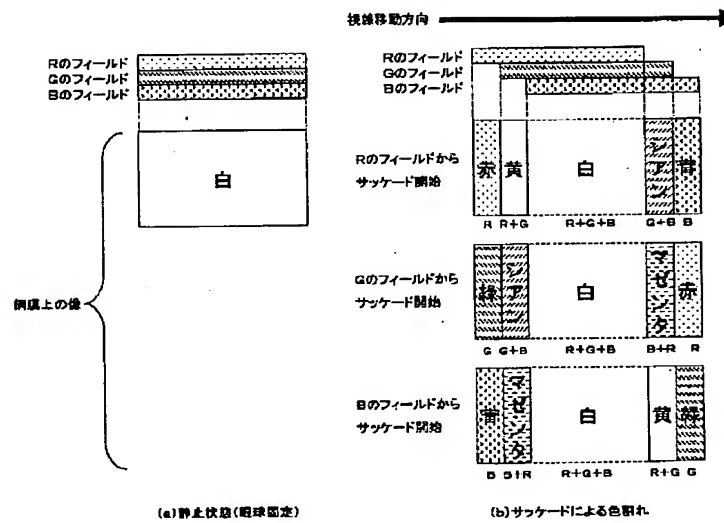 視線移動方向
Rのフィールド
Gのフィールド
Bのフィールド
白
網膜上の像
(a)静止状態(眼球固定)
Rのフィールド
Gのフィールド
Bのフィールド
Rのフィールドから
サッケード開始
赤 黄 白 シアン 青
R R+G R+G+B G+B B
Gのフィールドから
サッケード開始
緑 シアン 白 マゼンタ 赤
G G+B R+G+B B+R R
Bのフィールドから
サッケード開始
青 マゼンタ 白 黄 緑
B B+R R+G+B R+G G
(b)サッケードによる色割れ